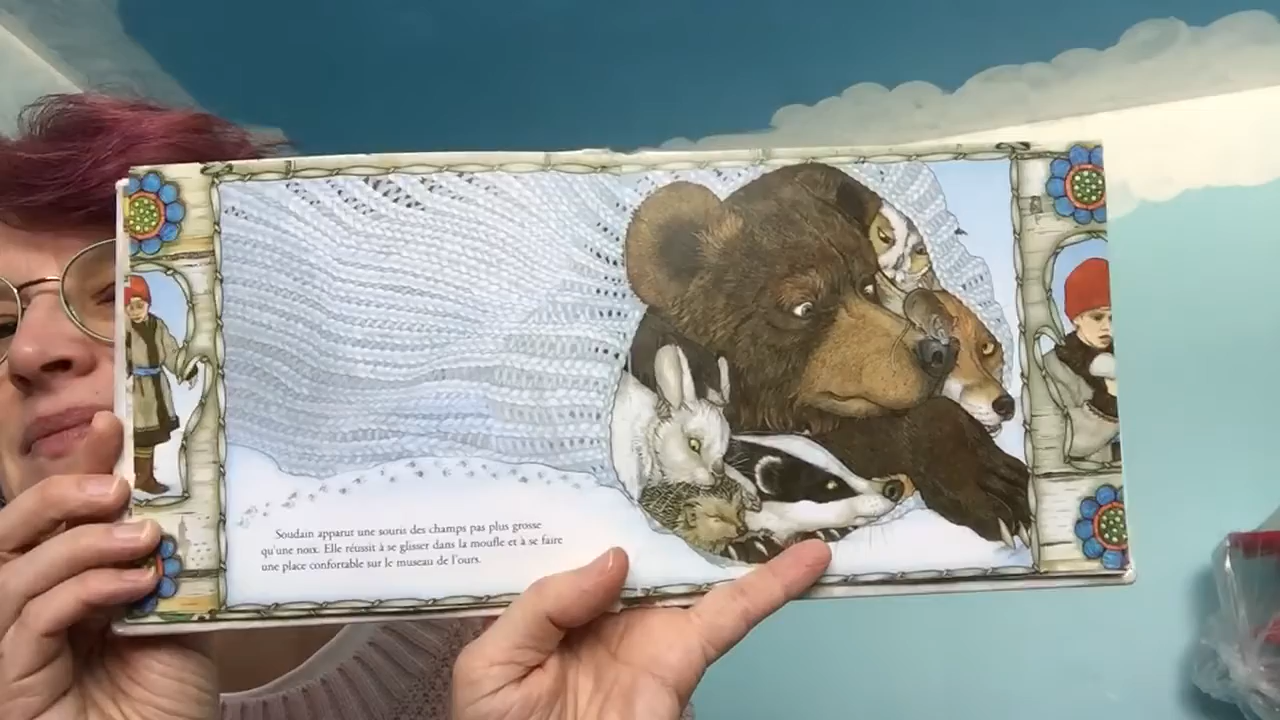 Soudain apparut une souris des champs pas plus grosse
qu'une noix. Elle réussit à se glisser dans la moufle et à se faire
une place confortable sur le museau de l'ours.